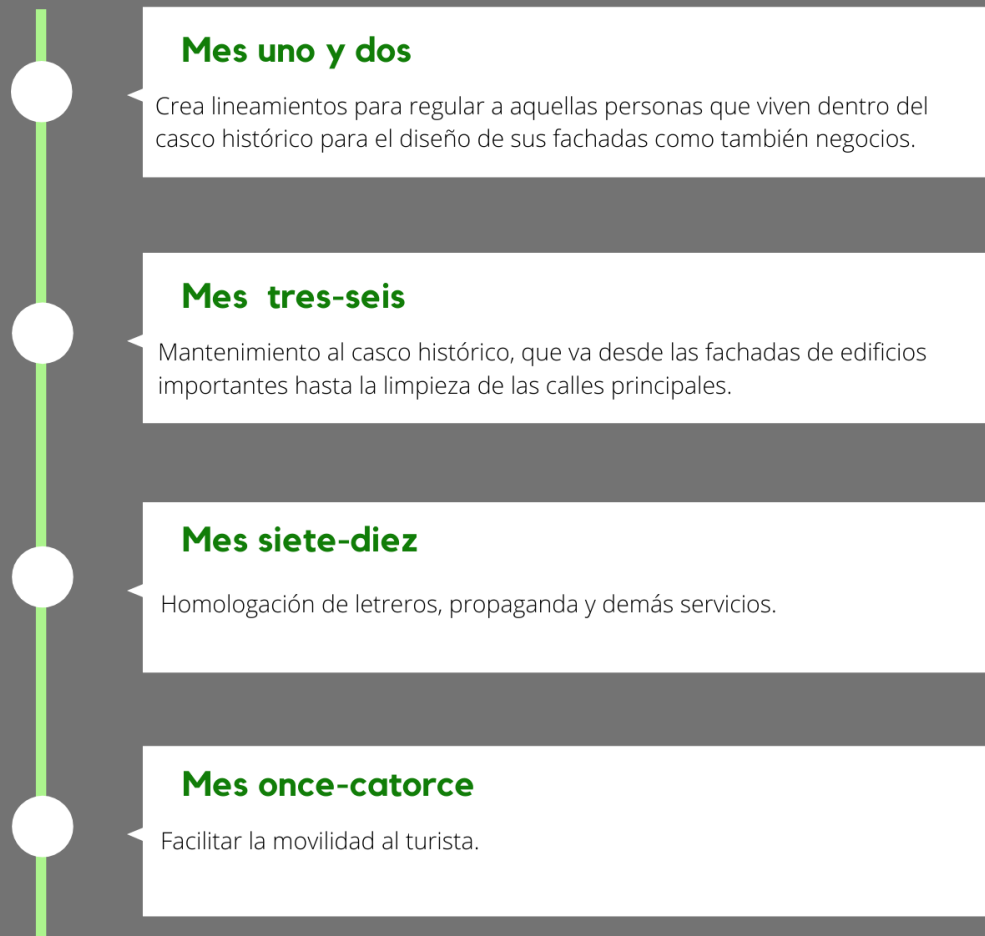 Mes uno y dos
Crea lineamientos para regular a aquellas personas que viven dentro del
casco histórico para el diseño de sus fachadas como también negocios.
Mes tres-seis
Mantenimiento al casco histórico, que va desde las fachadas de edificios
importantes hasta la limpieza de las calles principales.
Mes siete-diez
Homologación de letreros, propaganda y demás servicios.
Mes once-catorce
Facilitar la movilidad al turista.